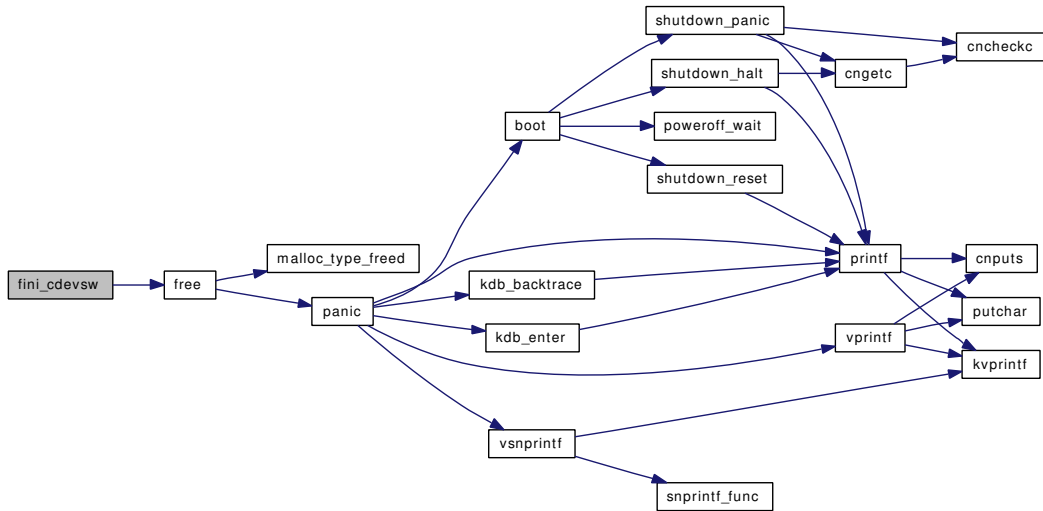 fini_cdevsw
free
malloc_type_freed
panic
boot
kdb_backtrace
kdb_enter
vsnprintf
shutdown_panic
shutdown_halt
poweroff_wait
shutdown_reset
snprintf_func
cngetc
printf
vprintf
cncheckc
cnputs
putchar
kvprintf